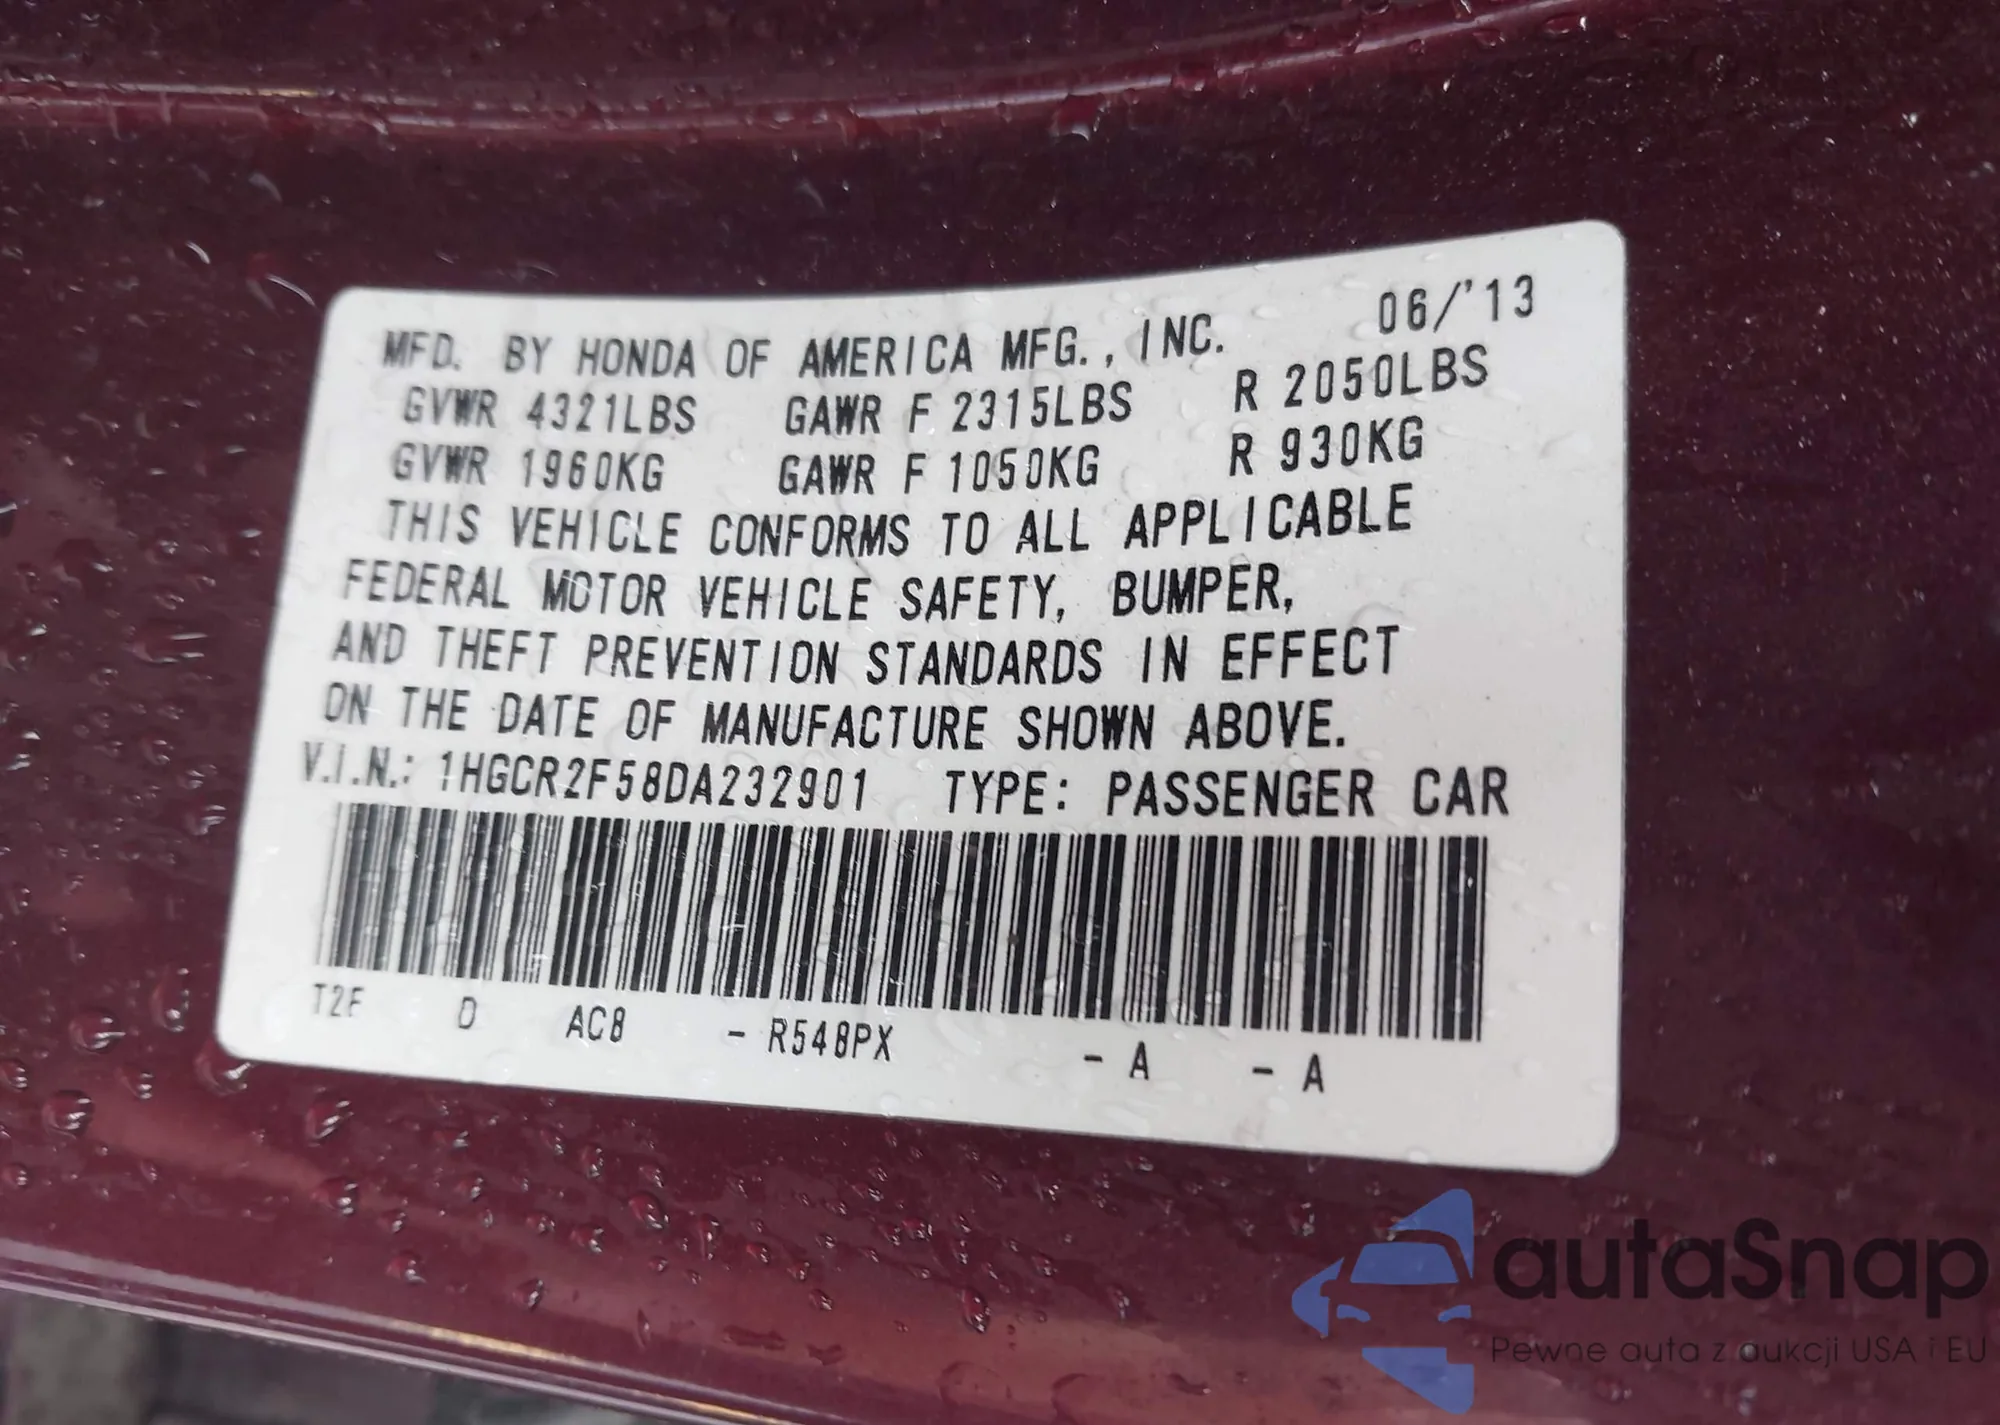 MFD. BY HONDA OF AMERICA MFG., INC. 06/'13
GVWR 4321LBS GAWR F 2315LBS R 2050LBS
GVWR 1960KG GAWR F 1050KG R 930KG
THIS VEHICLE CONFORMS TO ALL APPLICABLE
FEDERAL MOTOR VEHICLE SAFETY, BUMPER,
AND THEFT PREVENTION STANDARDS IN EFFECT
ON THE DATE OF MANUFACTURE SHOWN ABOVE.
V.I.N.: 1HGCR2F58DA232901 TYPE: PASSENGER CAR
T2F D AC8 - R548PX - A - A
autaSnap
Pewne auta z aukcji USA i EU